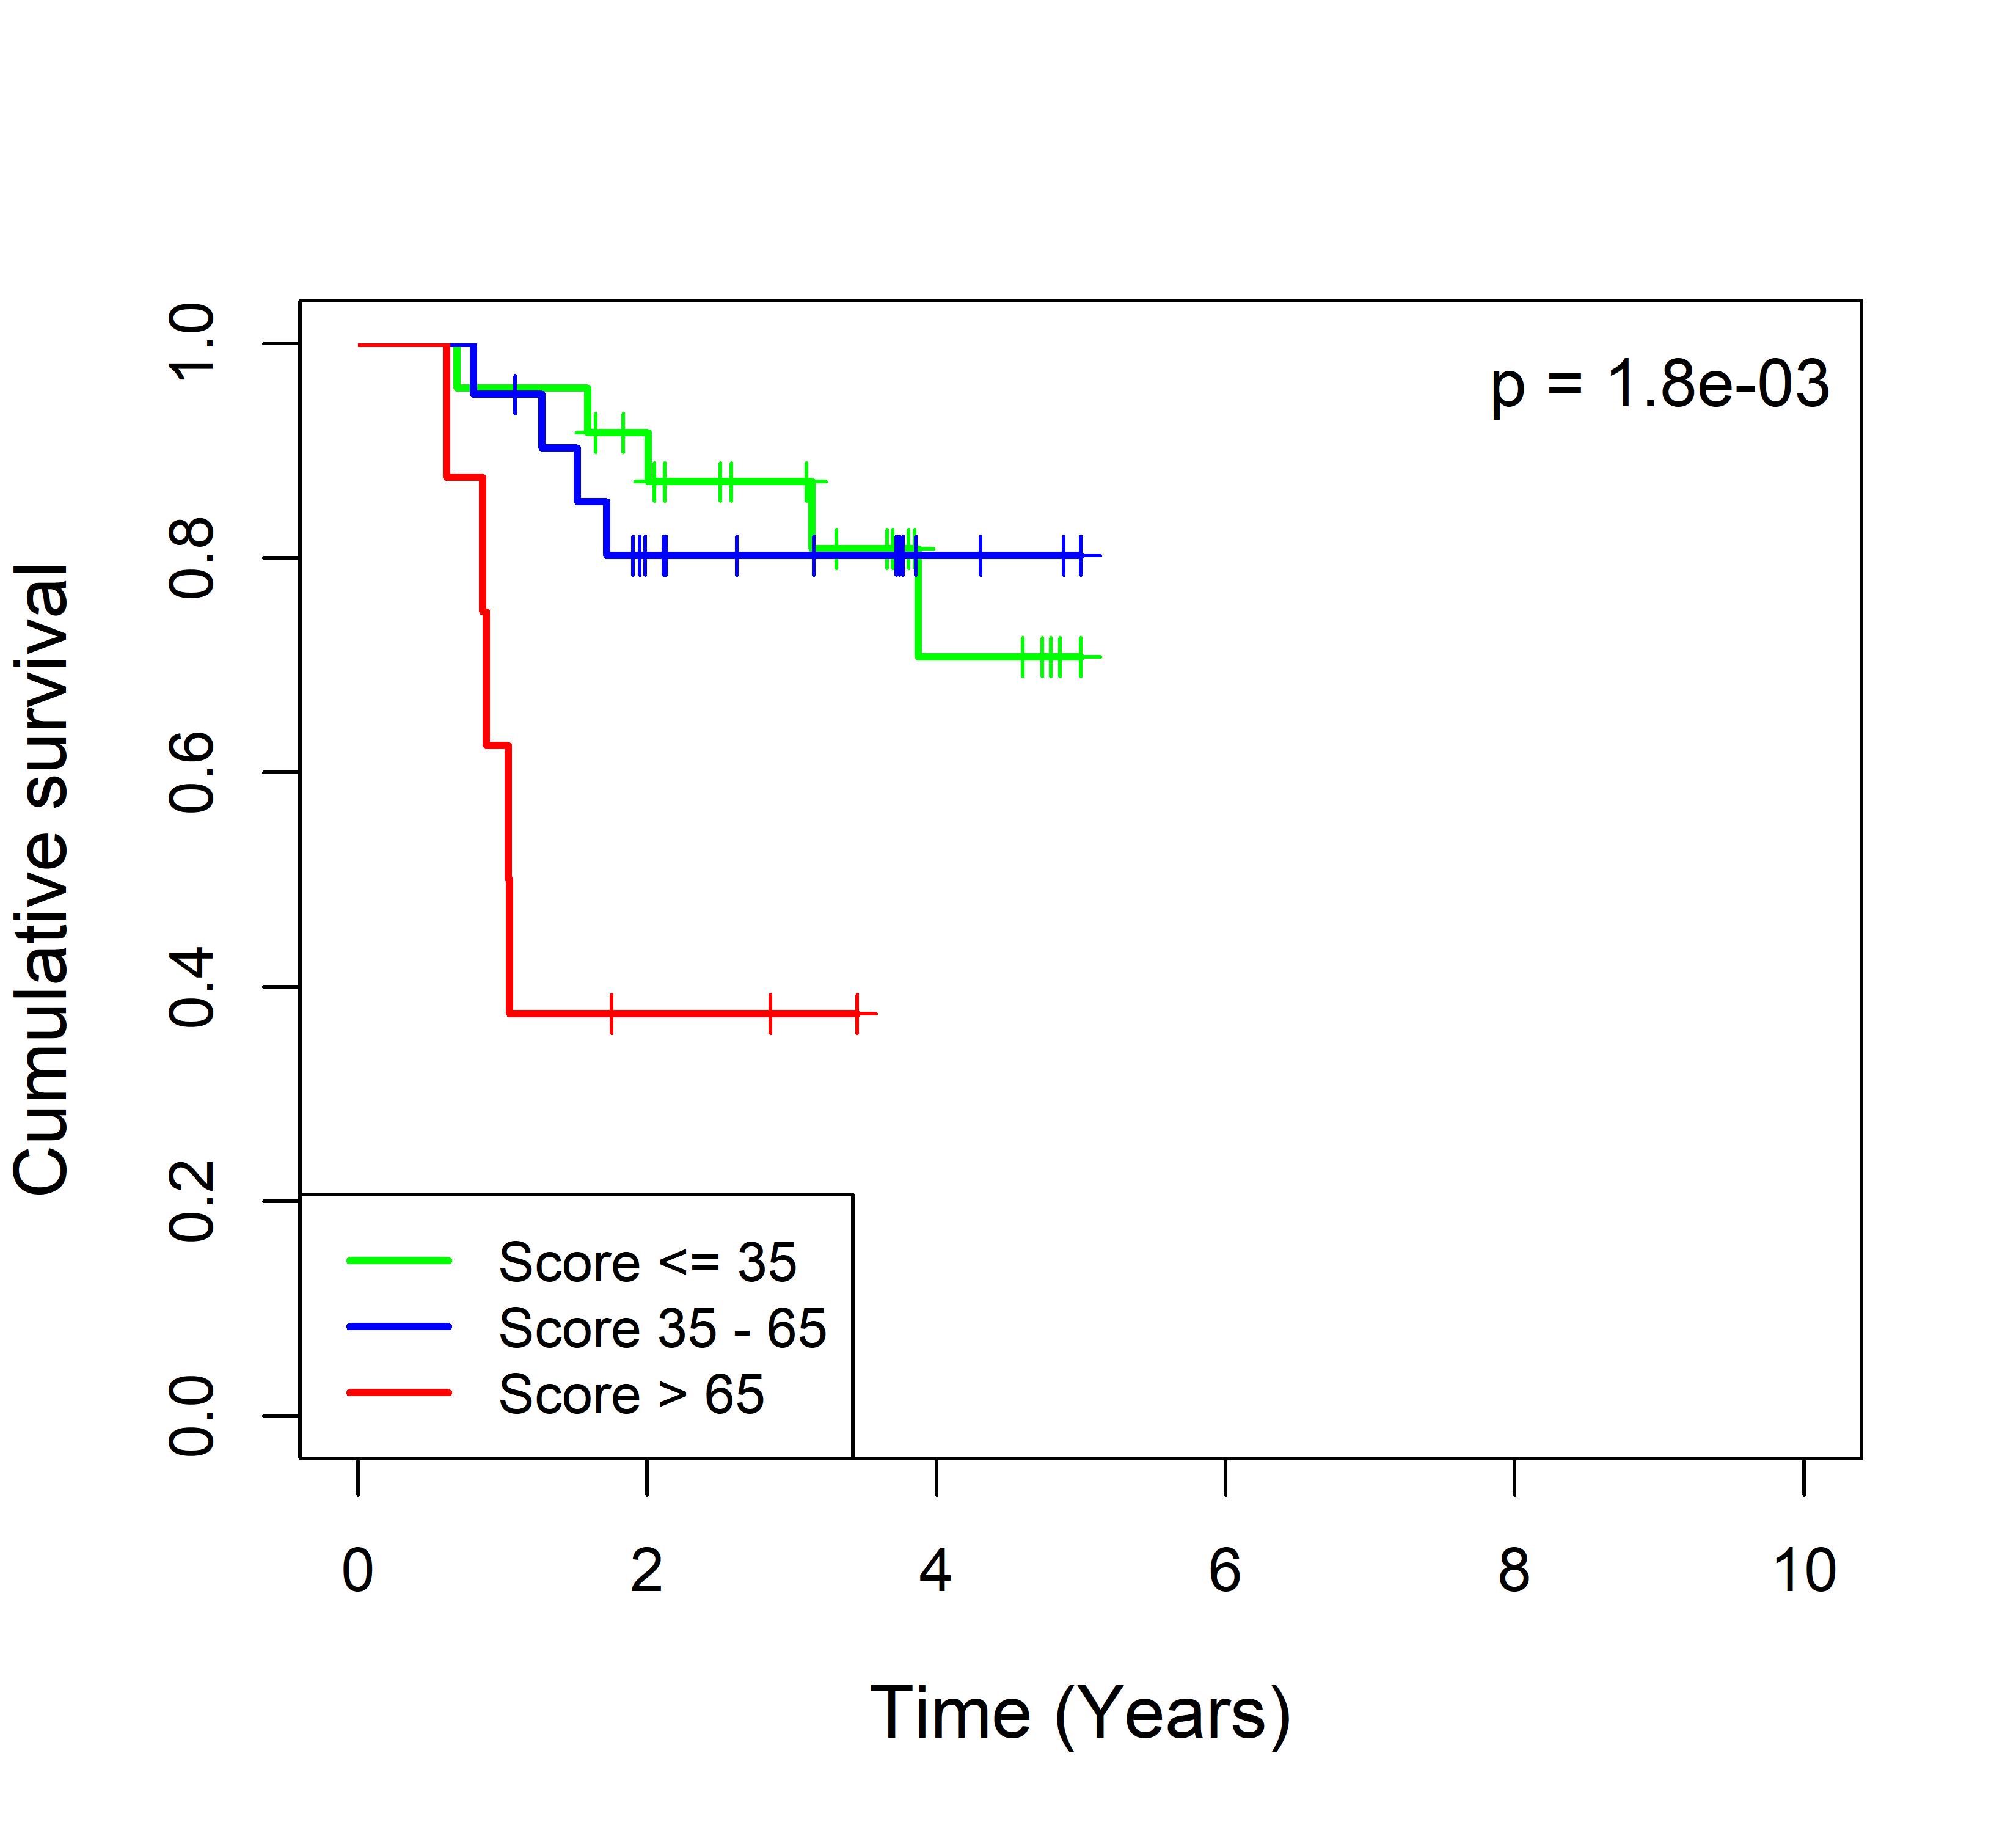 p = 1.8e-03
Cumulative survival
1.0
0.8
0.6
0.4
0.2
0.0
Score <= 35
Score 35 - 65
Score > 65
0 2 4 6 8 10
Time (Years)